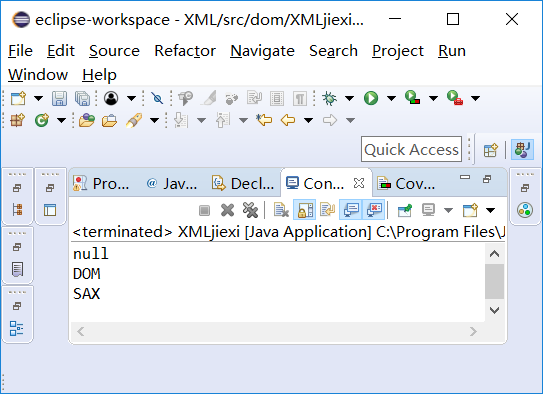 eclipse-workspace - XML/src/dom/XMLjiexi...
File Edit Source Refactor Navigate Search Project Run
Window Help
Quick Access
Pro... @ Jav... Decl... Con... Cov...
<terminated> XMLjiexi [Java Application] C:\Program Files\J
null
DOM
SAX